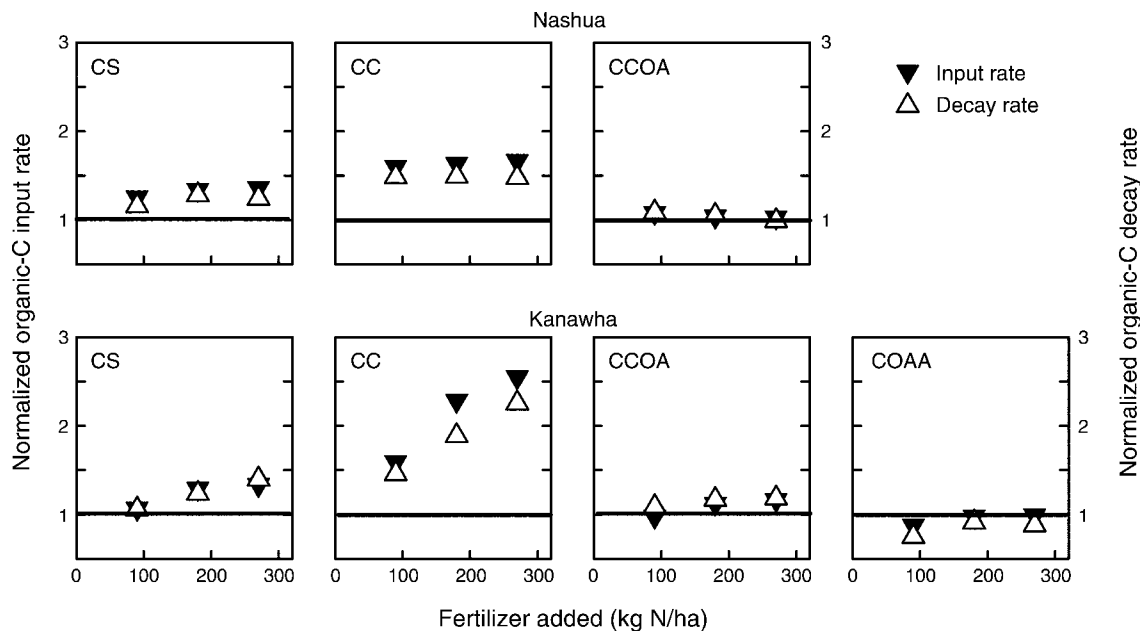 Nashua
3 3
CS CC CCOA
Input rate
Decay rate
2 2
1 1
Normalized organic-C input rate
Normalized organic-C decay rate
Kanawha
3 3
CS CC CCOA COAA
2 2
1 1
0 100 200 300 0 100 200 300 0 100 200 300 0 100 200 300
Fertilizer added (kg N/ha)